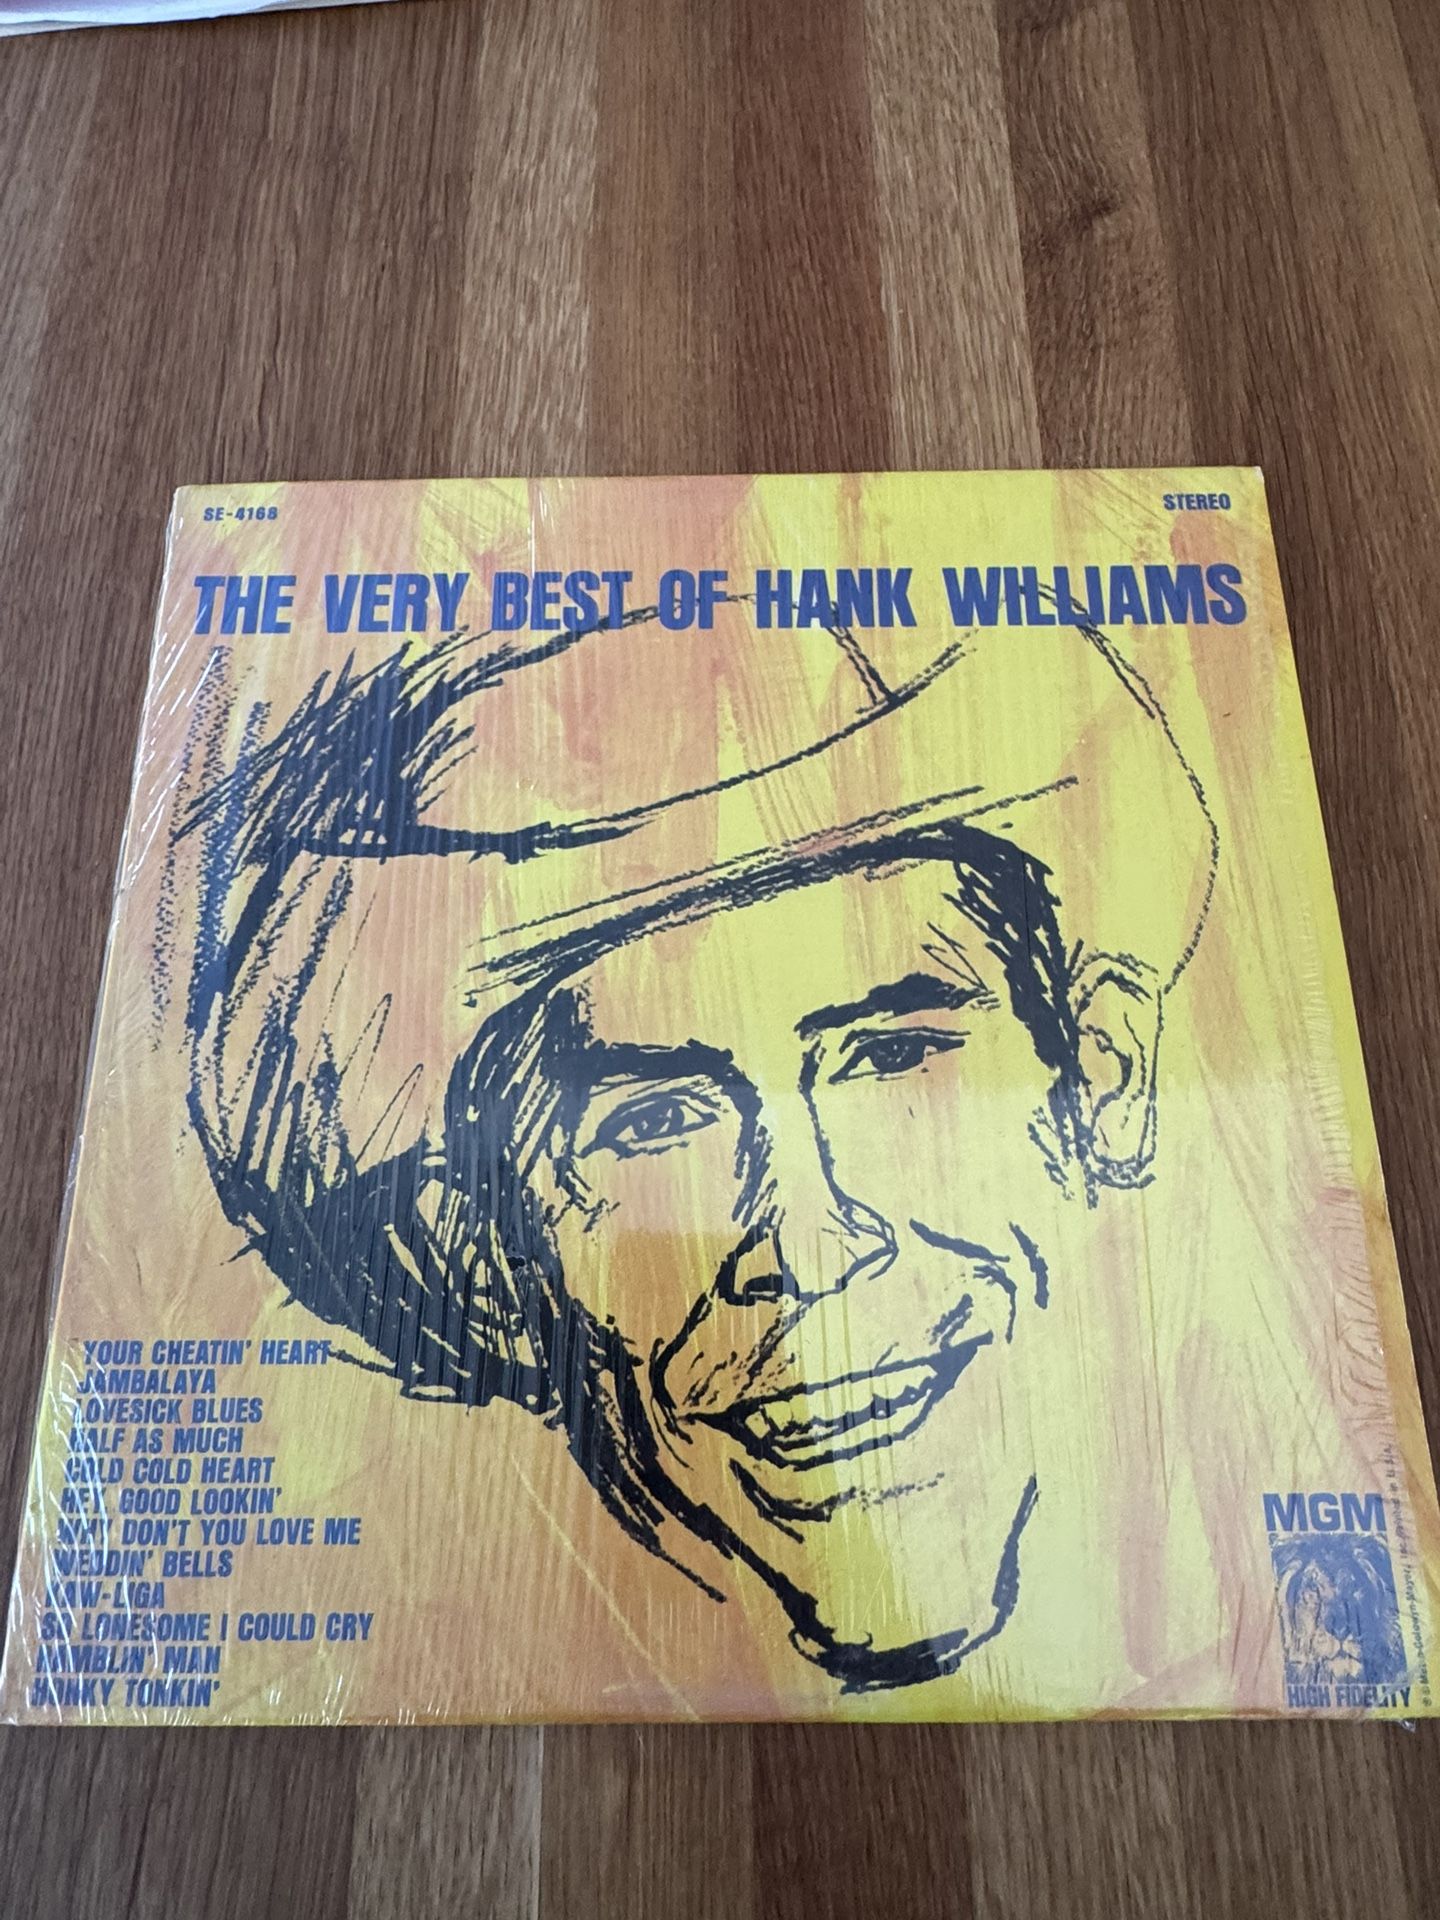 SE-4168
STEREO
THE VERY BEST OF HANK WILLIAMS
YOUR CHEATIN' HEART
JAMBALAYA
LOVESICK BLUES
HALF AS MUCH
COLD COLD HEART
HEY, GOOD LOOKIN'
WHY DON'T YOU LOVE ME
WEDDIN' BELLS
KAW-LIGA
SO LONESOME I COULD CRY
RAMBLIN' MAN
HONKY TONKIN'
MGM
HIGH FIDELITY